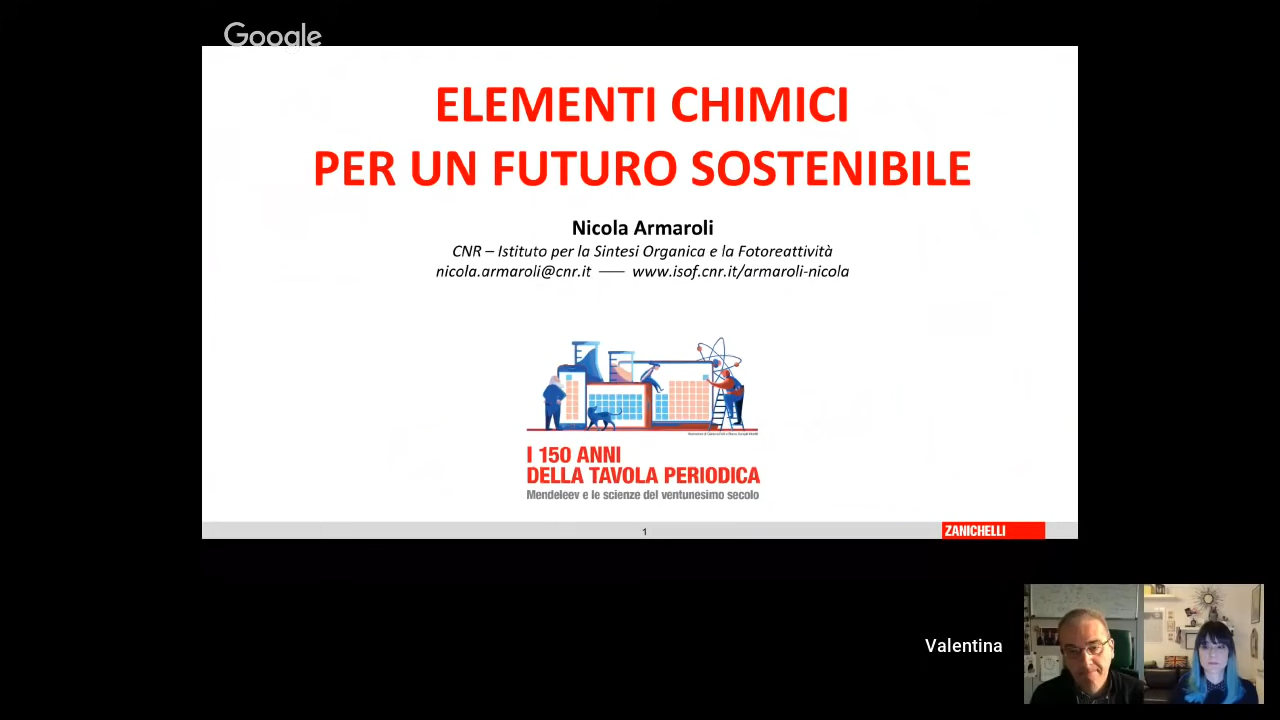 Google
ELEMENTI CHIMICI
PER UN FUTURO SOSTENIBILE
Nicola Armaroli
CNR – Istituto per la Sintesi Organica e la Fotoreattività
nicola.armaroli@cnr.it —— www.isof.cnr.it/armaroli-nicola
I 150 ANNI
DELLA TAVOLA PERIODICA
Mendeleev e le scienze del ventunesimo secolo
1
ZANICHELLI
Valentina